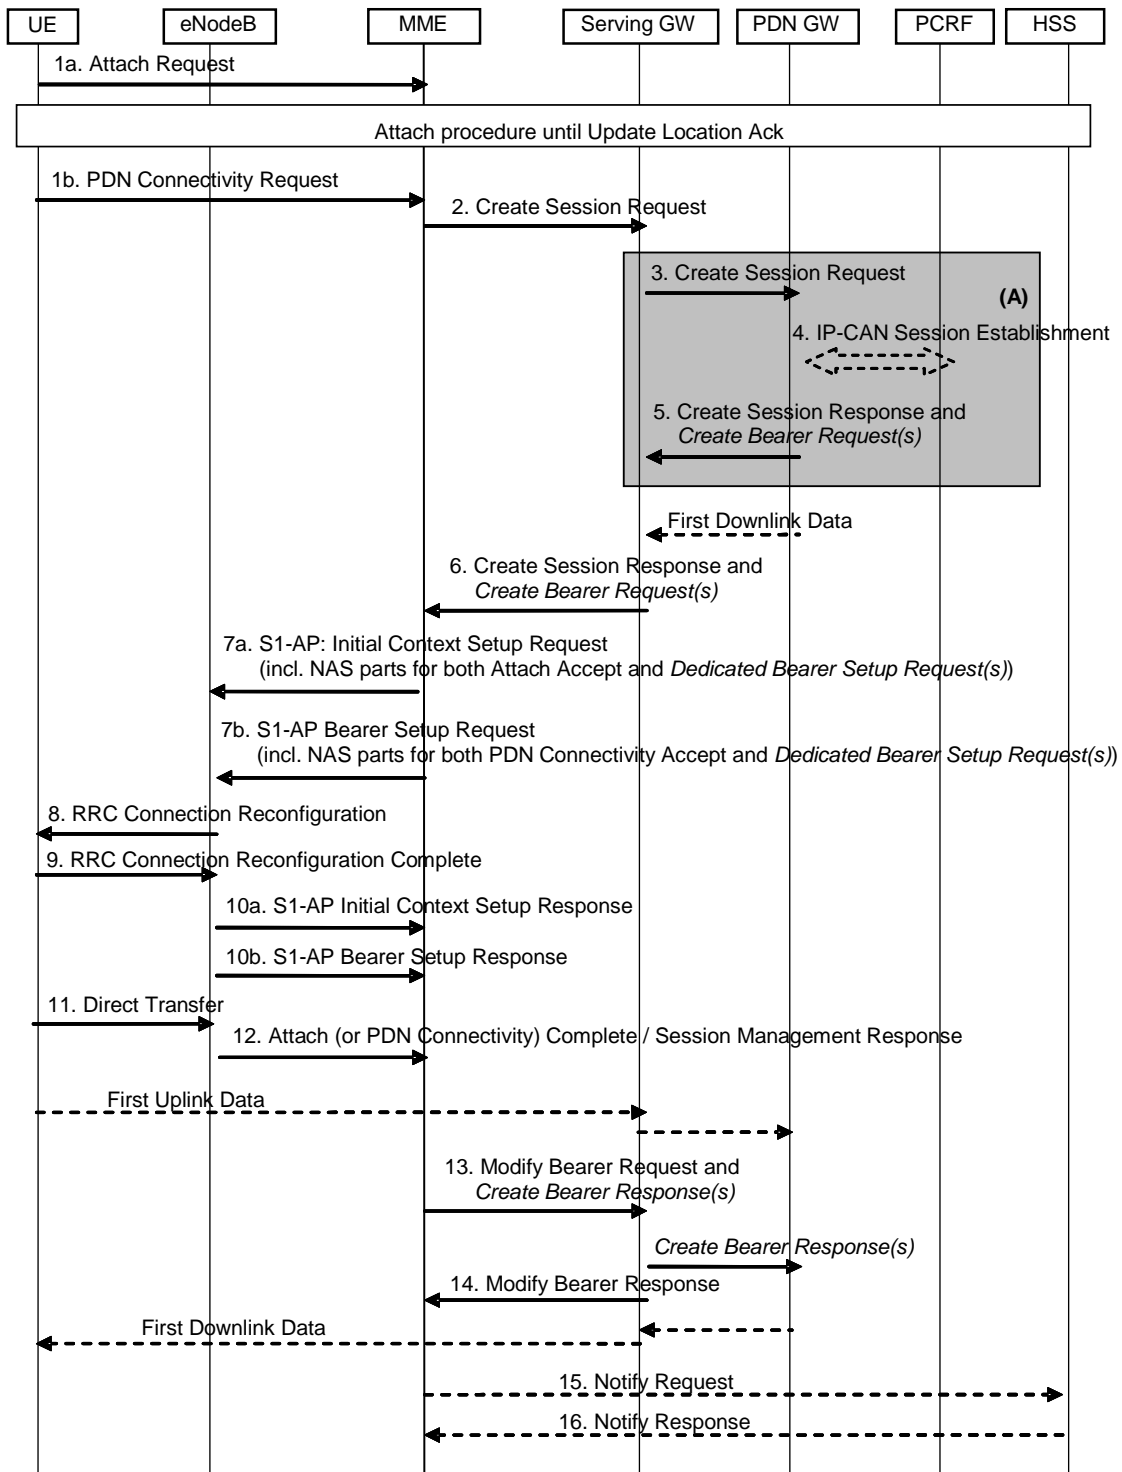 UE eNodeB MME Serving GW PDN GW PCRF HSS
1a. Attach Request
Attach procedure until Update Location Ack
1b. PDN Connectivity Request
2. Create Session Request
3. Create Session Request
(A)
4. IP-CAN Session Establishment
5. Create Session Response and
Create Bearer Request(s)
First Downlink Data
6. Create Session Response and
Create Bearer Request(s)
7a. S1-AP: Initial Context Setup Request
(incl. NAS parts for both Attach Accept and Dedicated Bearer Setup Request(s))
7b. S1-AP Bearer Setup Request
(incl. NAS parts for both PDN Connectivity Accept and Dedicated Bearer Setup Request(s))
8. RRC Connection Reconfiguration
9. RRC Connection Reconfiguration Complete
10a. S1-AP Initial Context Setup Response
10b. S1-AP Bearer Setup Response
11. Direct Transfer
12. Attach (or PDN Connectivity) Complete / Session Management Response
First Uplink Data
13. Modify Bearer Request and
Create Bearer Response(s)
Create Bearer Response(s)
14. Modify Bearer Response
First Downlink Data
15. Notify Request
16. Notify Response